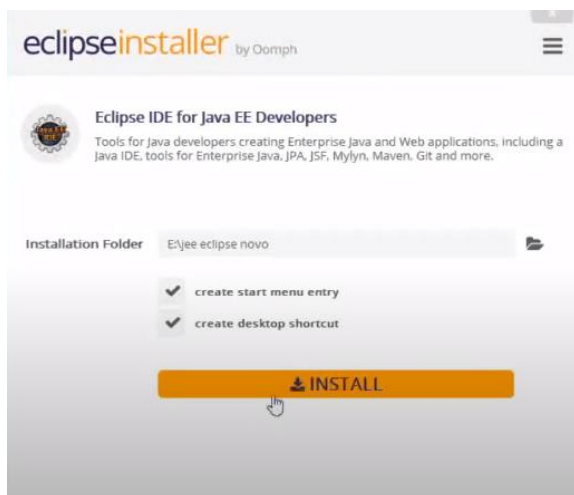 eclipseinstaller by Oomph
Eclipse IDE for Java EE Developers
Tools for Java developers creating Enterprise Java and Web applications, including a
Java IDE, tools for Enterprise Java, JPA, JSF, Mylyn, Maven, Git and more.
Installation Folder E:\jee eclipse novo
create start menu entry
create desktop shortcut
INSTALL